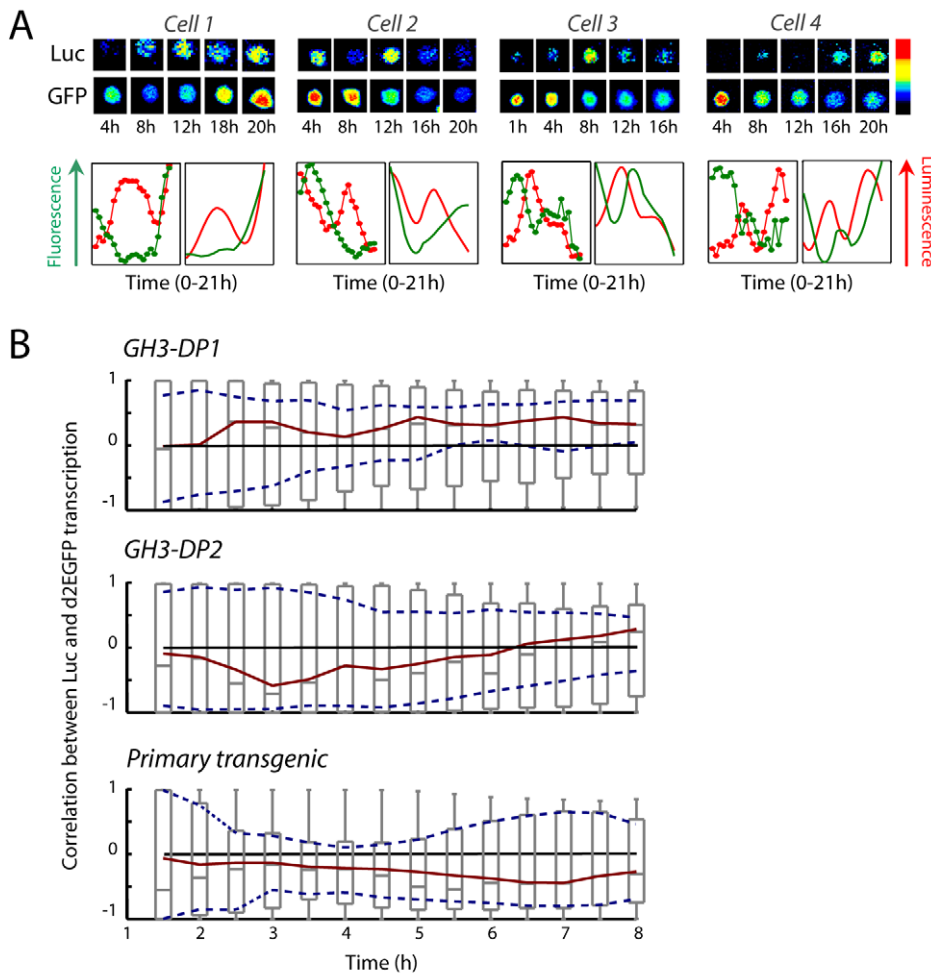 A
Cell 1 Cell 2 Cell 3 Cell 4
Luc
GFP
4h 8h 12h 18h 20h 4h 8h 12h 16h 20h 1h 4h 8h 12h 16h 4h 8h 12h 16h 20h
Fluorescence
Luminescence
Time (0-21h) Time (0-21h) Time (0-21h) Time (0-21h)
B
Correlation between Luc and d2EGFP transcription
GH3-DP1
1
0
-1
GH3-DP2
1
0
-1
Primary transgenic
1
0
-1
1 2 3 4 5 6 7 8
Time (h)